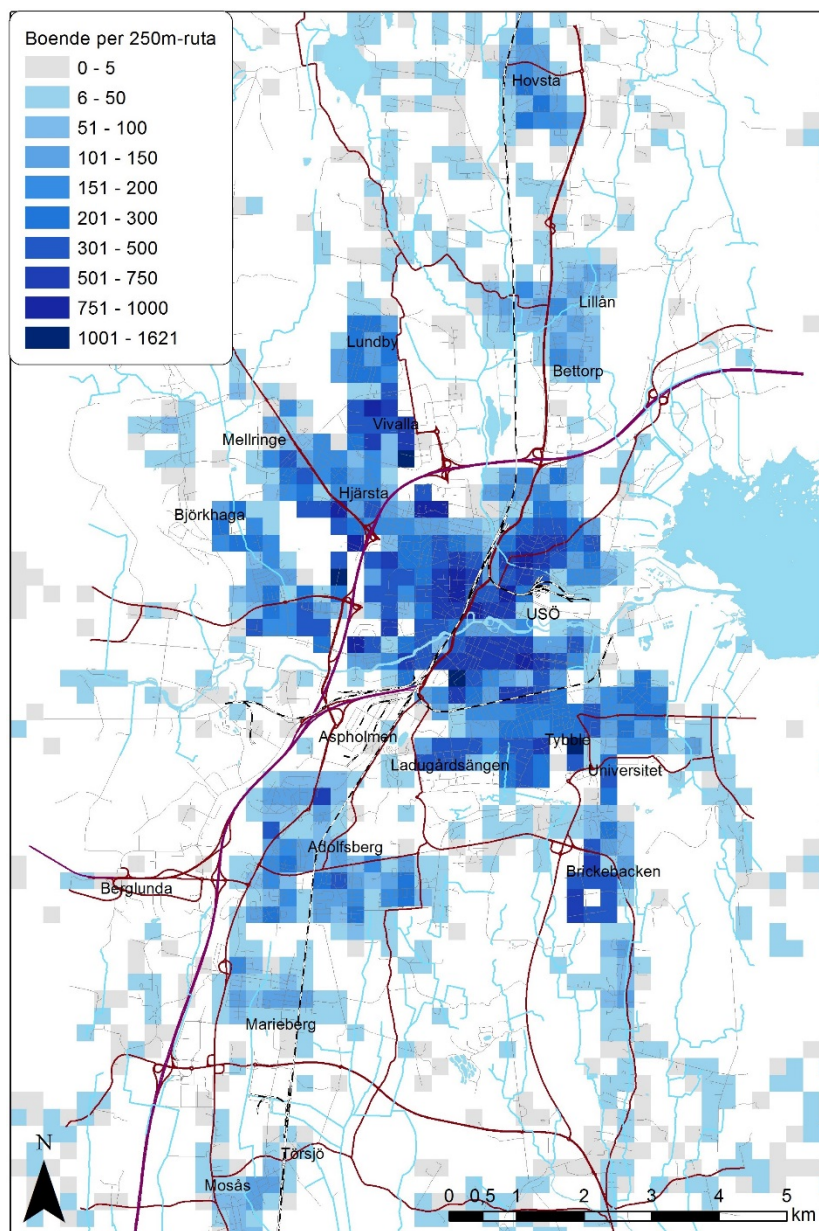 Boende per 250m-ruta
0 - 5
6 - 50
51 - 100
101 - 150
151 - 200
201 - 300
301 - 500
501 - 750
751 - 1000
1001 - 1621
Hovsta
Lillån
Lundby
Bettorp
Vivalla
Mellringe
Hjärsta
Björkhaga
USÖ
Aspholmen
Tybble
Ladugårdsängen
Universitet
Adolfsberg
Berglunda
Brickebacken
Marieberg
Törsjö
Mosås
N
0 0,5 1 2 3 4 5
km